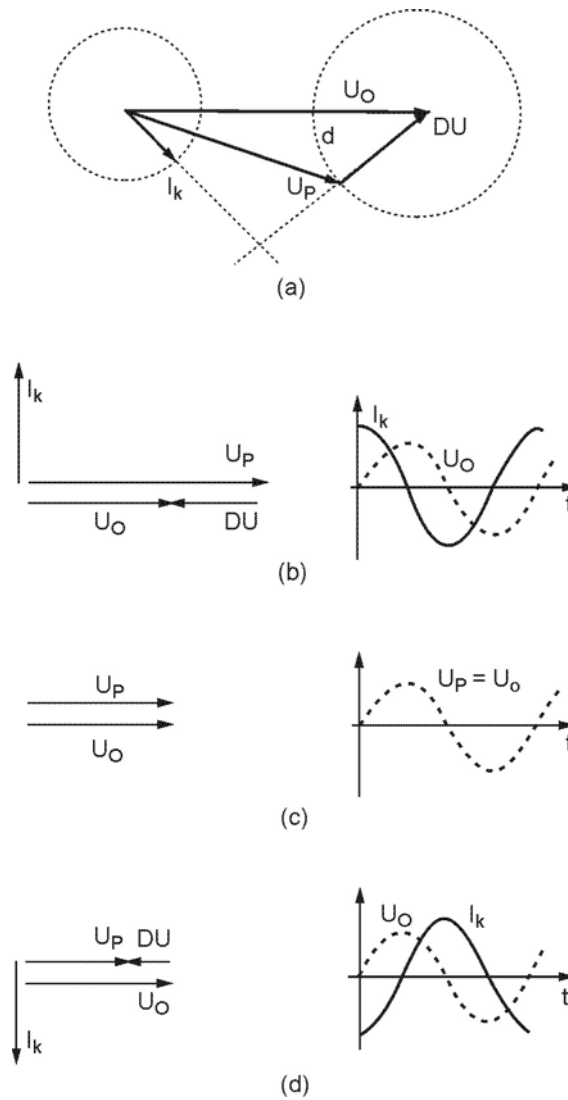 U_O
d
DU
U_P
I_k
(a)
I_k
U_P
U_O
DU
I_k
U_O
t
(b)
U_P
U_O
U_P = U_o
t
(c)
U_P DU
U_O
I_k
U_O
I_k
t
(d)